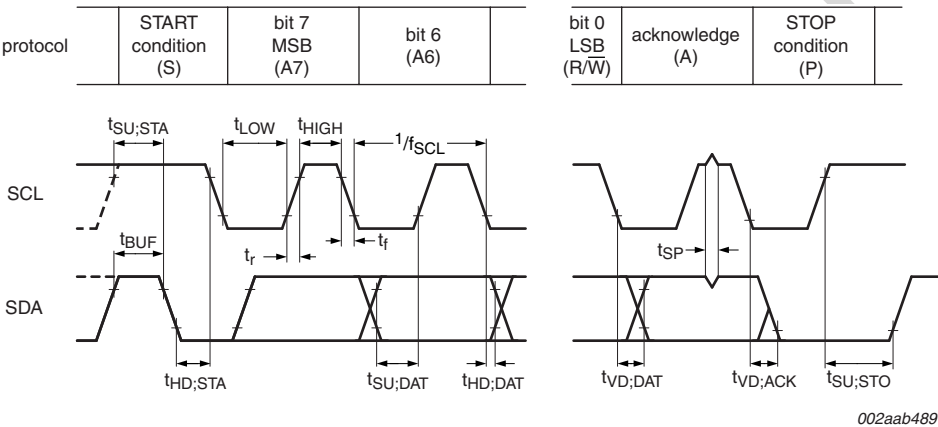 protocol
START
condition
(S)
bit 7
MSB
(A7)
bit 6
(A6)
bit 0
LSB
(R/W̅)
acknowledge
(A)
STOP
condition
(P)
tSU;STA
tLOW
tHIGH
1/fSCL
SCL
tBUF
tr
tf
tSP
SDA
tHD;STA
tSU;DAT
tHD;DAT
tVD;DAT
tVD;ACK
tSU;STO
002aab489